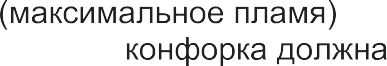 (максимальное пламя)
конфорка должна